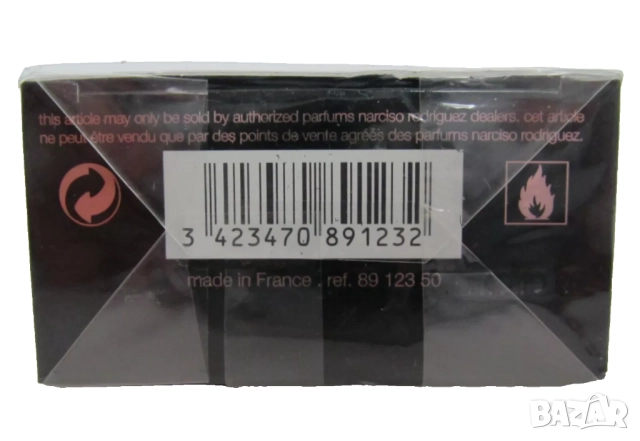 this article may only be sold by authorized parfums narciso rodriguez dealers. cet article
ne peut être vendu que par des points de vente agréés des parfums narciso rodriguez.
3 423470 891232
made in France . ref. 89 123 50
BAZAR